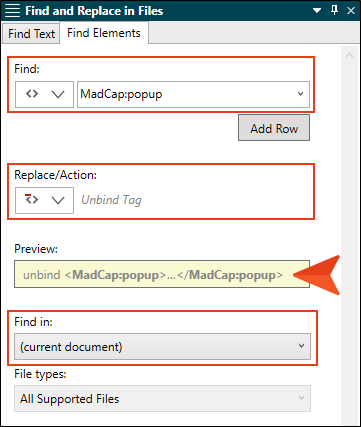 Find and Replace in Files
Find Text Find Elements
Find:
<> MadCap:popup
Add Row
Replace/Action:
<> Unbind Tag
Preview:
unbind <MadCap:popup>...</MadCap:popup>
Find in:
(current document)
File types:
All Supported Files